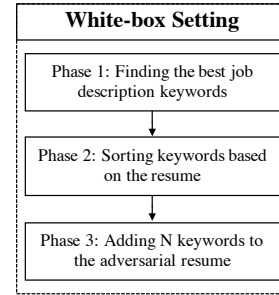 White-box Setting
Phase 1: Finding the best job
description keywords
Phase 2: Sorting keywords based
on the resume
Phase 3: Adding N keywords to
the adversarial resume